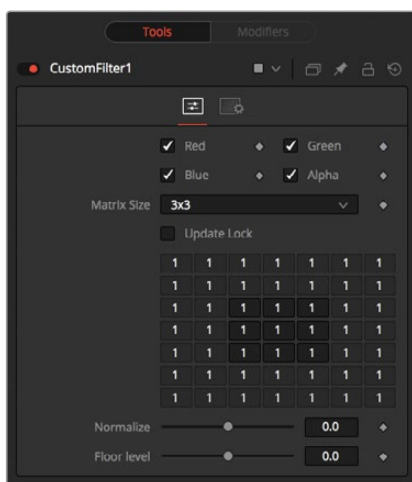 Tools Modifiers
CustomFilter1
Red Green
Blue Alpha
Matrix Size 3x3
Update Lock
1 1 1 1 1 1 1
1 1 1 1 1 1 1
1 1 1 1 1 1 1
1 1 1 1 1 1 1
1 1 1 1 1 1 1
1 1 1 1 1 1 1
1 1 1 1 1 1 1
Normalize 0.0
Floor level 0.0